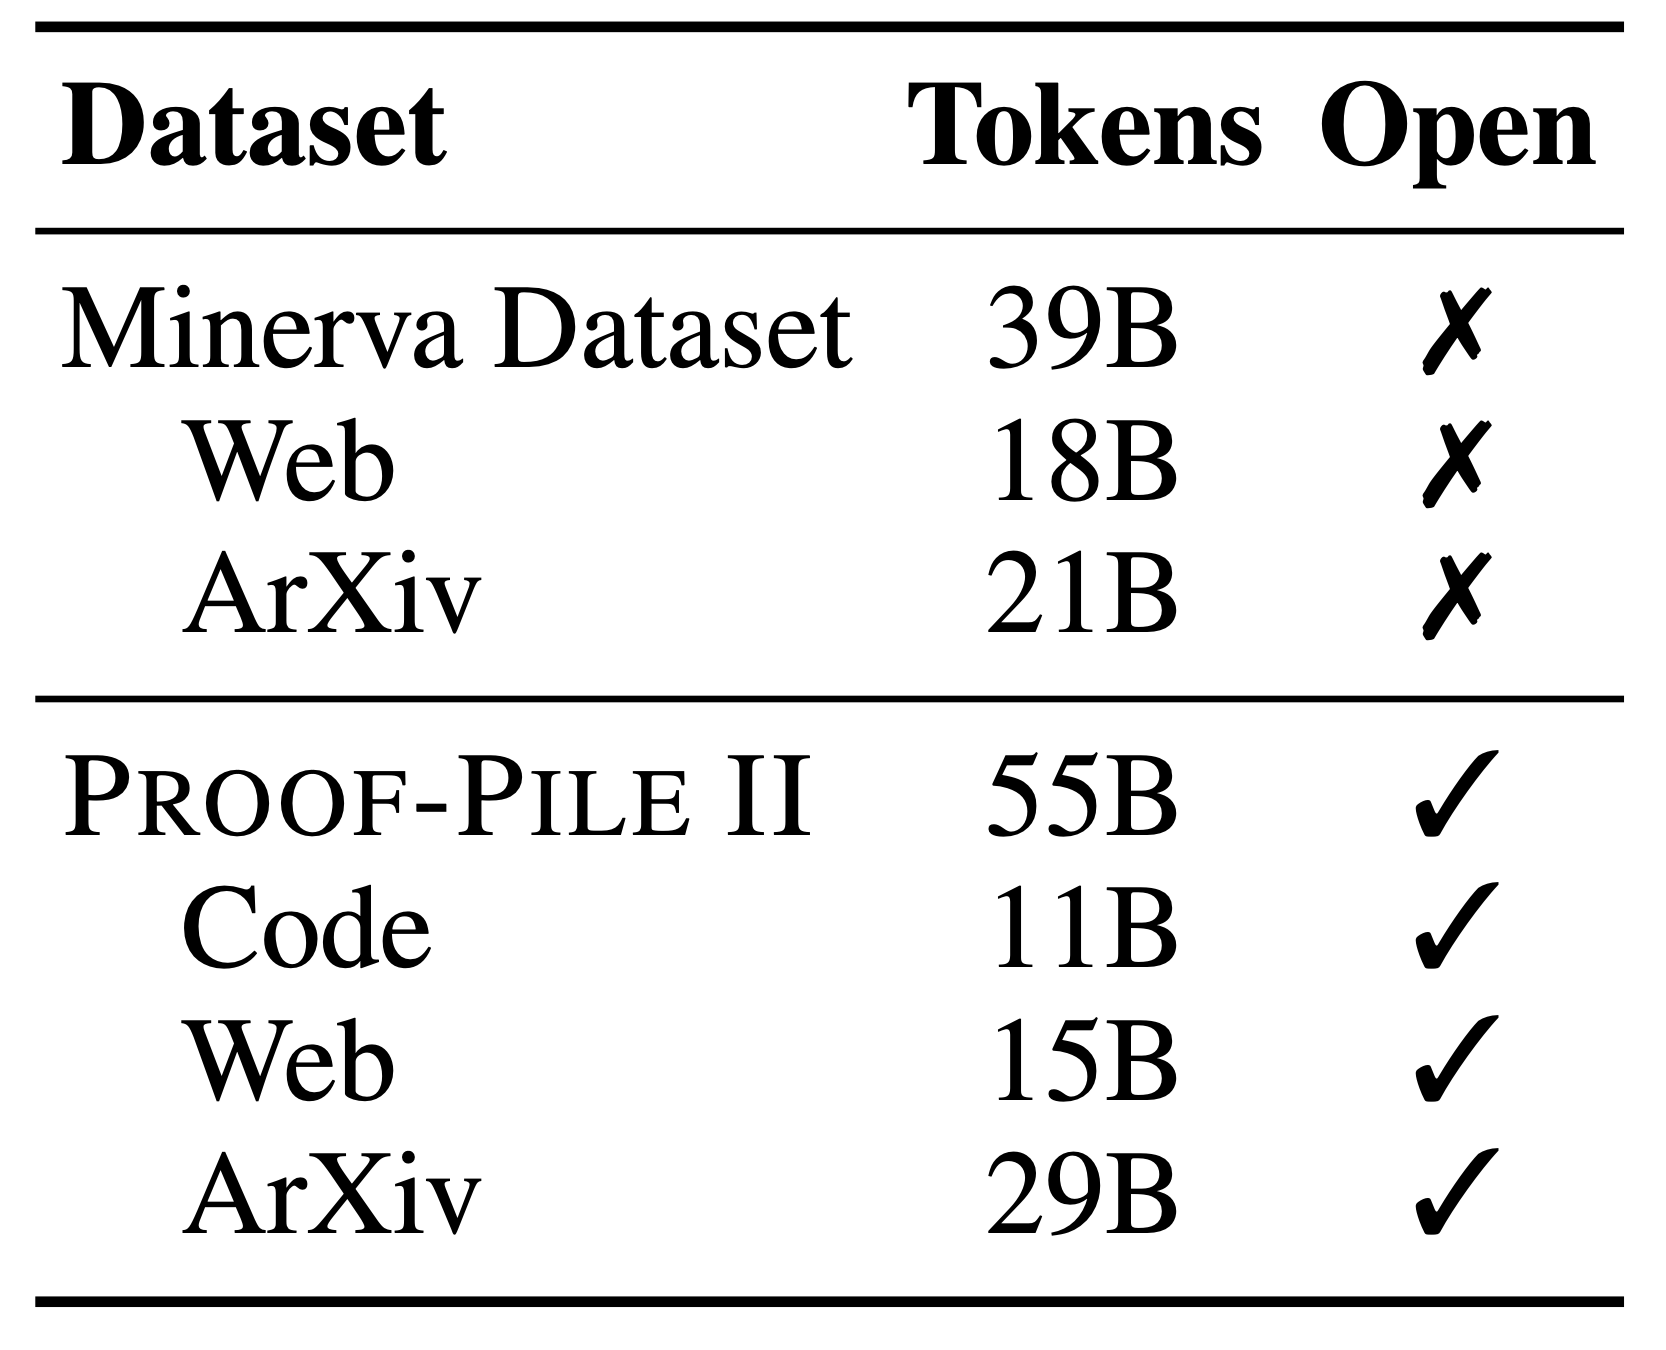 Dataset Tokens Open
Minerva Dataset 39B ✗
Web 18B ✗
ArXiv 21B ✗
PROOF-PILE II 55B ✓
Code 11B ✓
Web 15B ✓
ArXiv 29B ✓